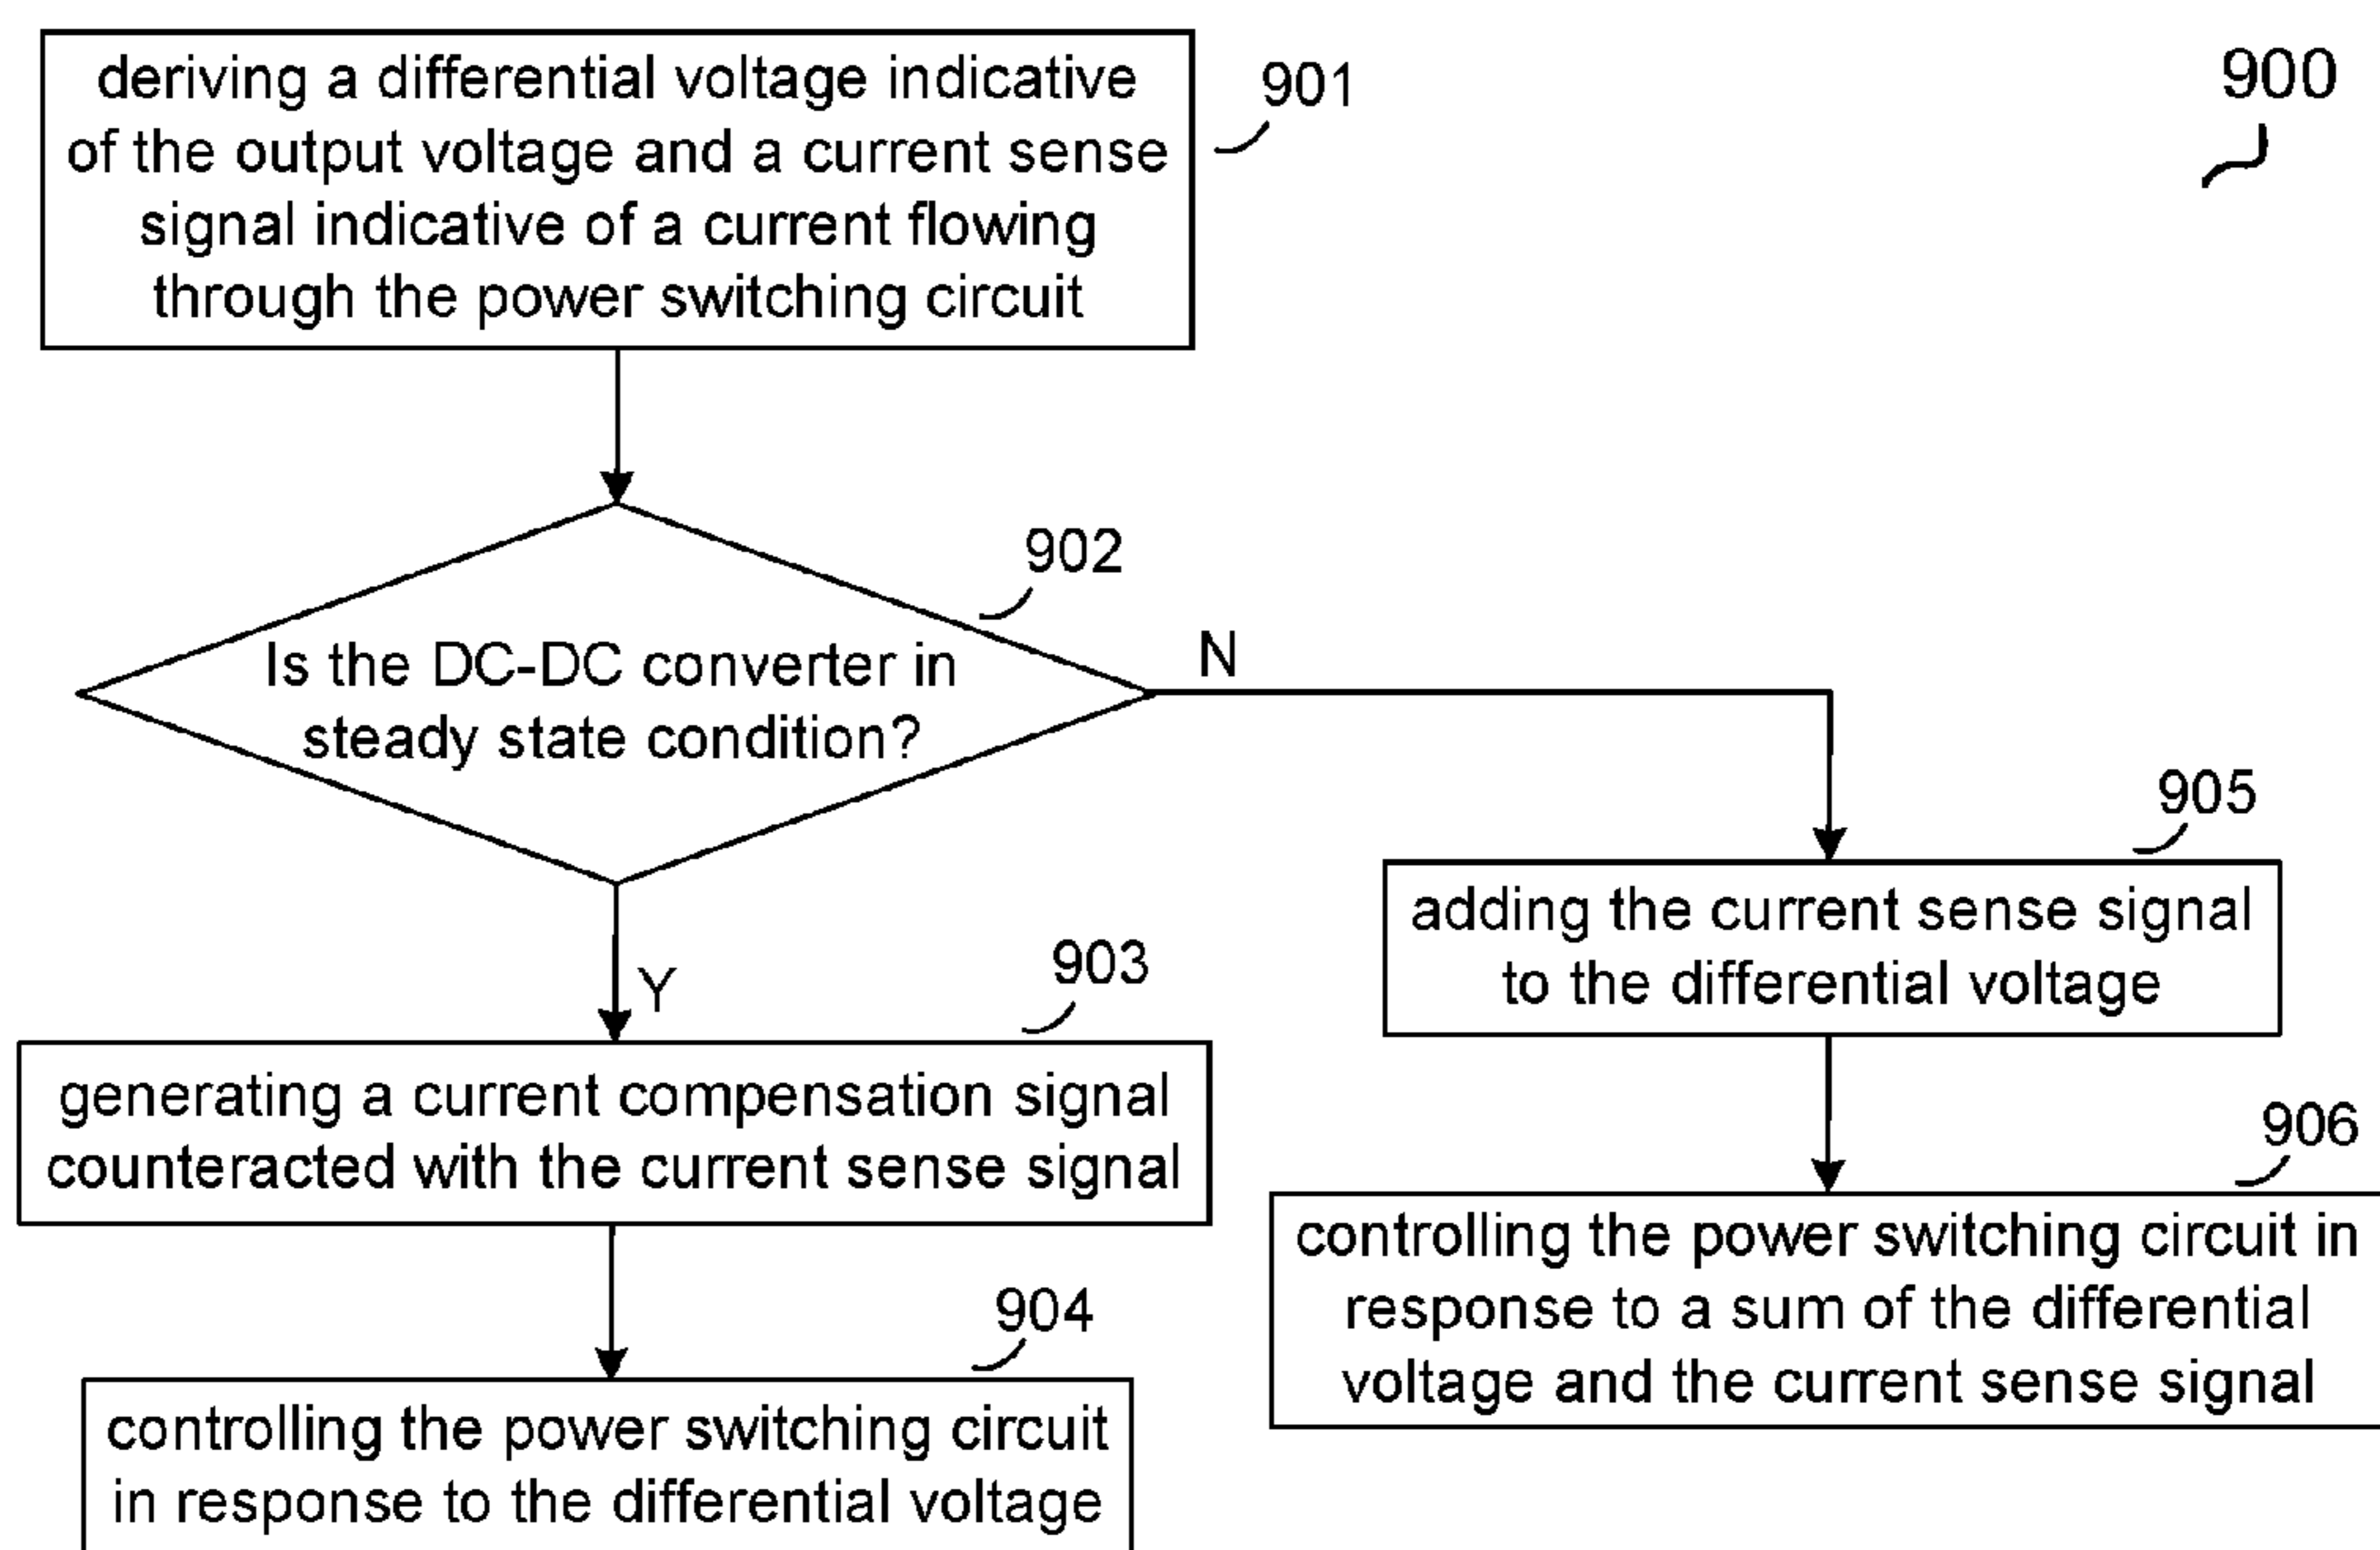 900
deriving a differential voltage indicative
of the output voltage and a current sense
signal indicative of a current flowing
through the power switching circuit
901
902
Is the DC-DC converter in
steady state condition?
N
Y
903
generating a current compensation signal
counteracted with the current sense signal
904
controlling the power switching circuit
in response to the differential voltage
905
adding the current sense signal
to the differential voltage
906
controlling the power switching circuit in
response to a sum of the differential
voltage and the current sense signal